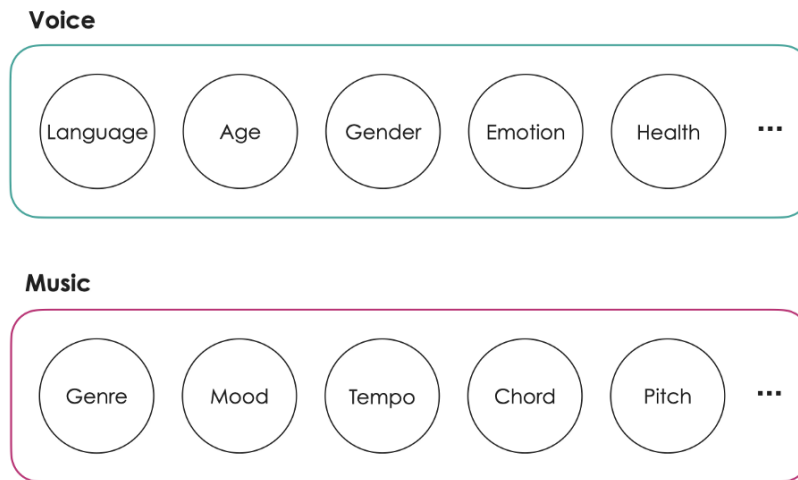 Voice
Language Age Gender Emotion Health ...
Music
Genre Mood Tempo Chord Pitch ...